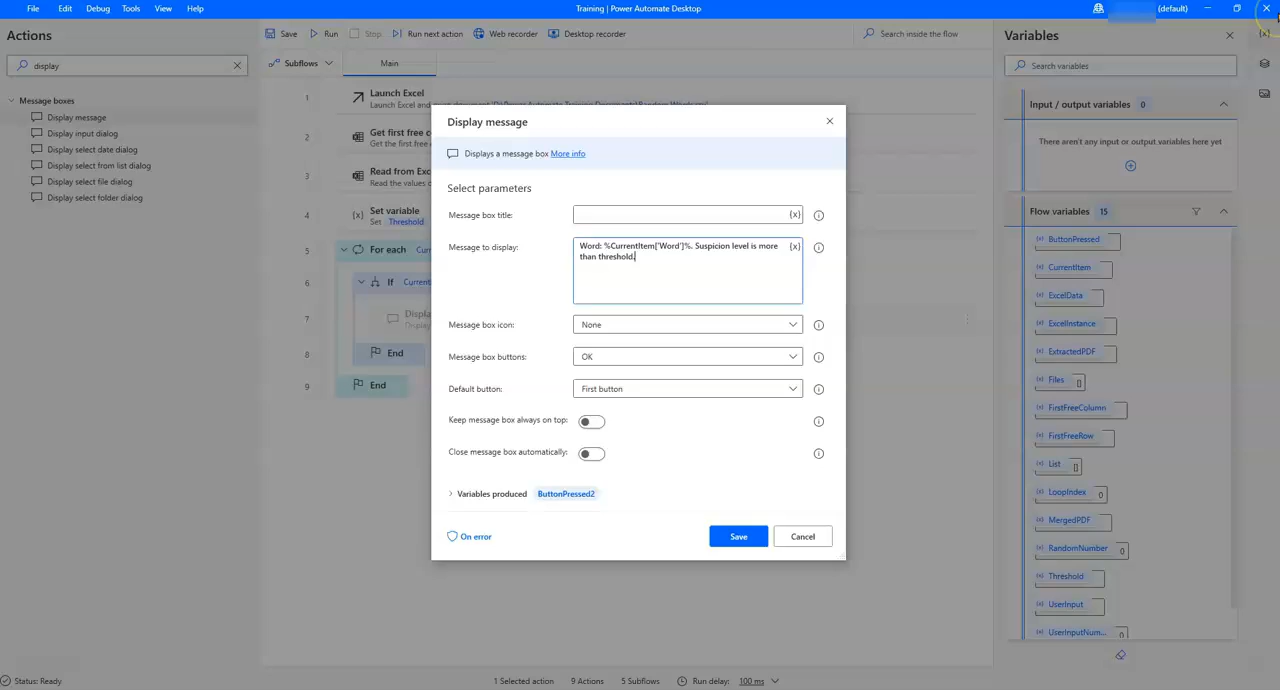 File Edit Debug Tools View Help
Training | Power Automate Desktop
(default)
Actions
Save Run Stop Run next action Web recorder Desktop recorder
Search inside the flow
Variables
display
Subflows
Main
Search variables
Message boxes
Display message
Display input dialog
Display select date dialog
Display select from list dialog
Display select file dialog
Display select folder dialog
1
Launch Excel
2
Get first free
Get the first free
3
Read from
Read the values
4
Set variable
Set Threshold
5
For each
6
If
7
8
End
9
End
Display message
Displays a message box More info
Select parameters
Message box title:
{x}
Message to display:
Word: %CurrentItem['Word']%. Suspicion level is more
than threshold.
{x}
Message box icon:
None
Message box buttons:
OK
Default button:
First button
Keep message box always on top:
Close message box automatically:
Variables produced ButtonPressed2
On error
Save
Cancel
Input / output variables 0
There aren't any input or output variables here yet
Flow variables 15
ButtonPressed
CurrentItem
ExcelData
ExcelInstance
ExtractedPDF
Files
FirstFreeColumn
FirstFreeRow
List
LoopIndex 0
MergedPDF
RandomNumber 0
Threshold
UserInput
UserInputNum... 0
Status: Ready
1 Selected action
9 Actions
5 Subflows
Run delay: 100 ms